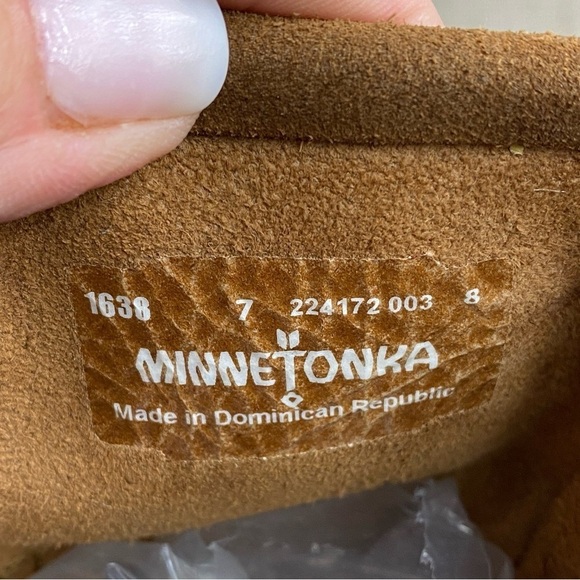 1638 7 224172 003 8
MINNETONKA
Made in Dominican Republic